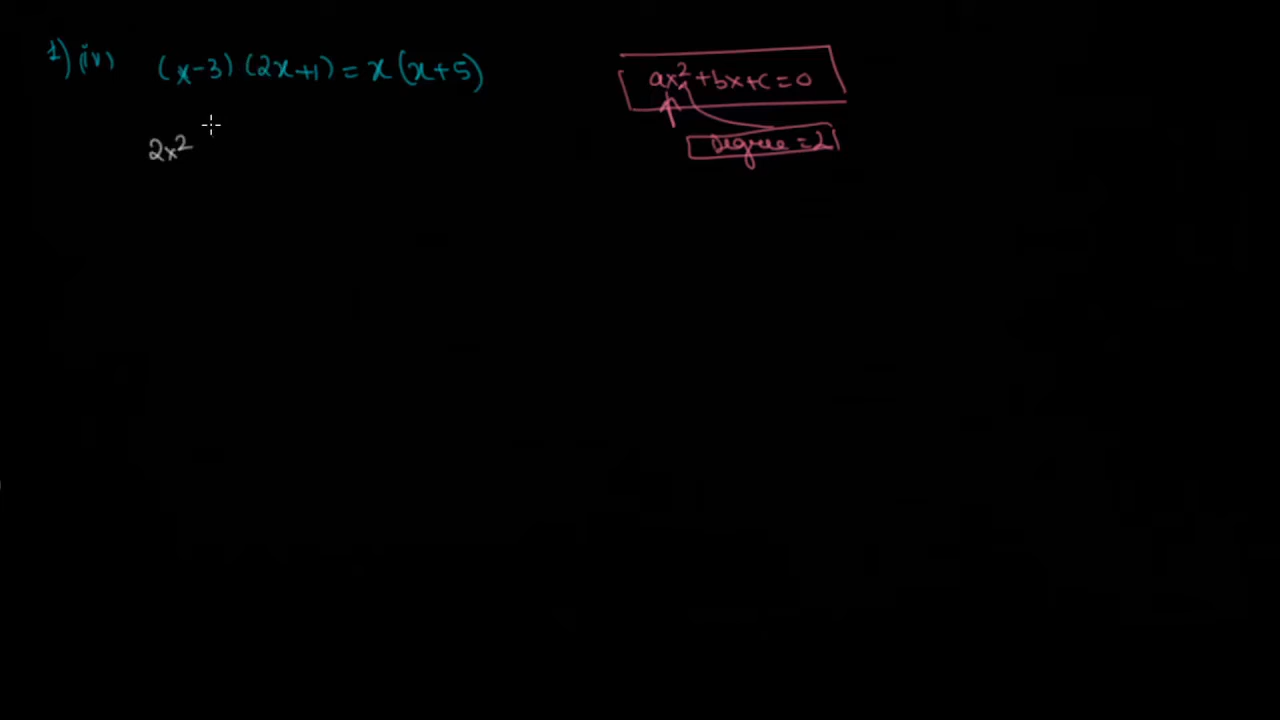 1) (iv) (x-3) (2x+1) = x (x+5)
ax²+bx+c=0
Degree = 2
2x²